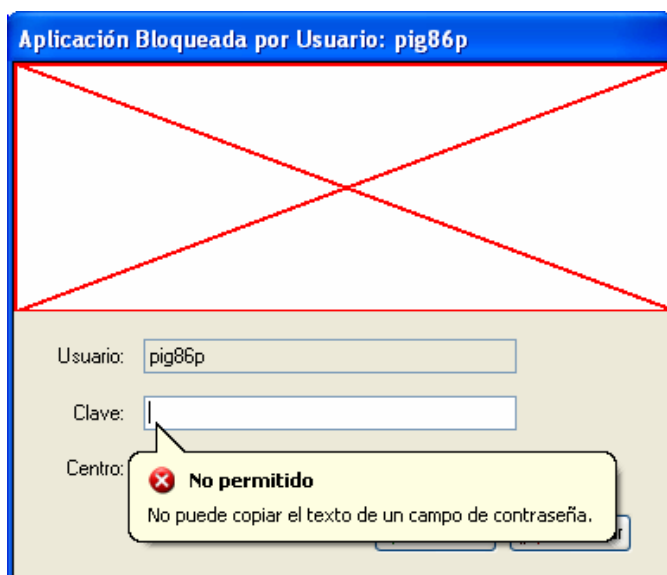 Aplicación Bloqueada por Usuario: pig86p
Usuario: pig86p
Clave:
Centro:
No permitido
No puede copiar el texto de un campo de contraseña.